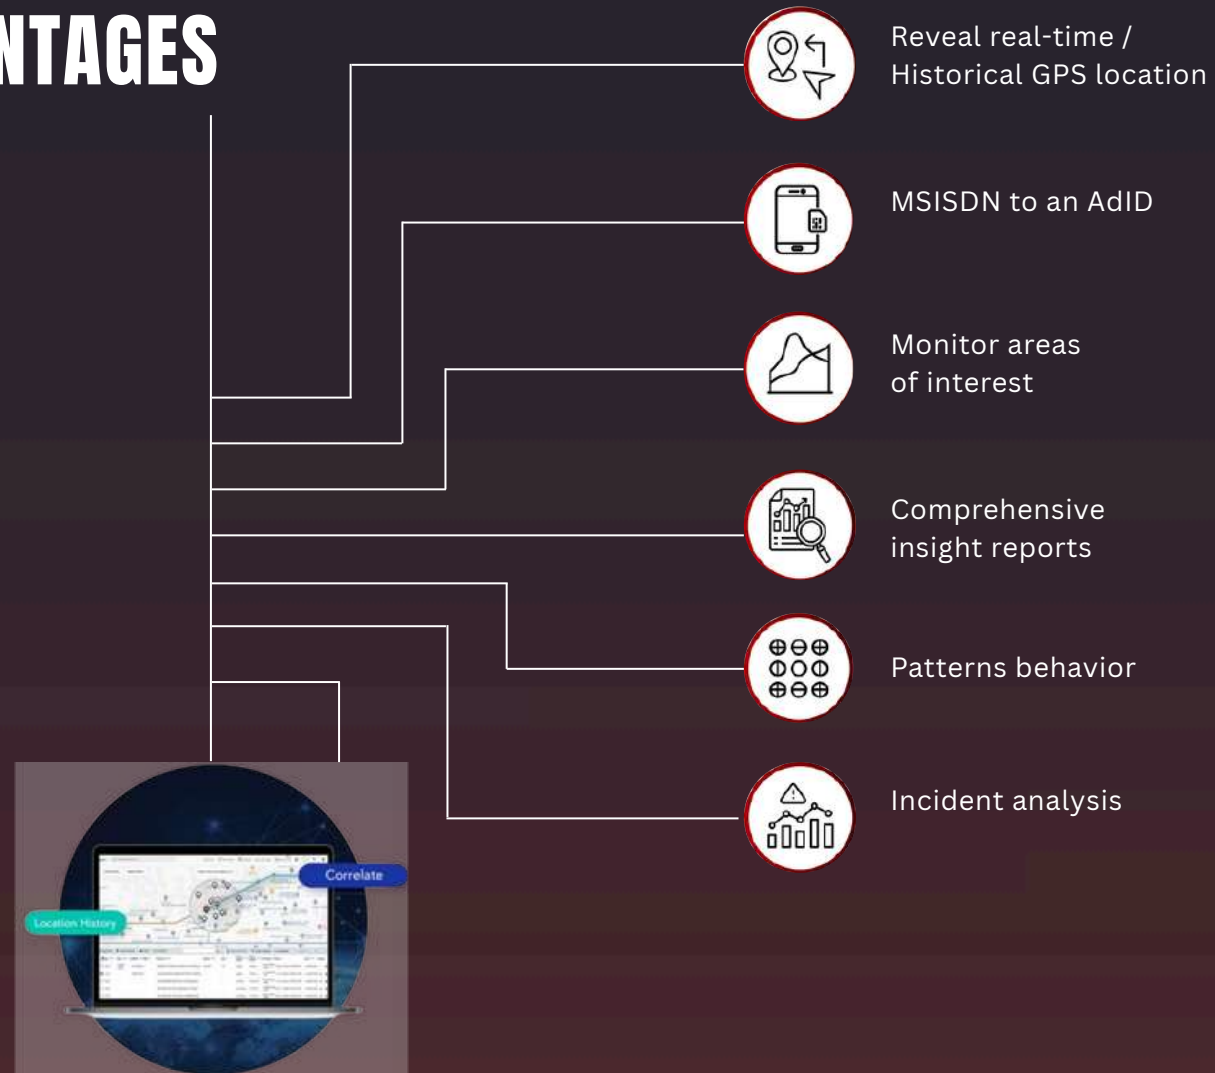 NTAGES
Reveal real-time /
Historical GPS location
MSISDN to an AdID
Monitor areas
of interest
Comprehensive
insight reports
Patterns behavior
Incident analysis
Correlate
Location History